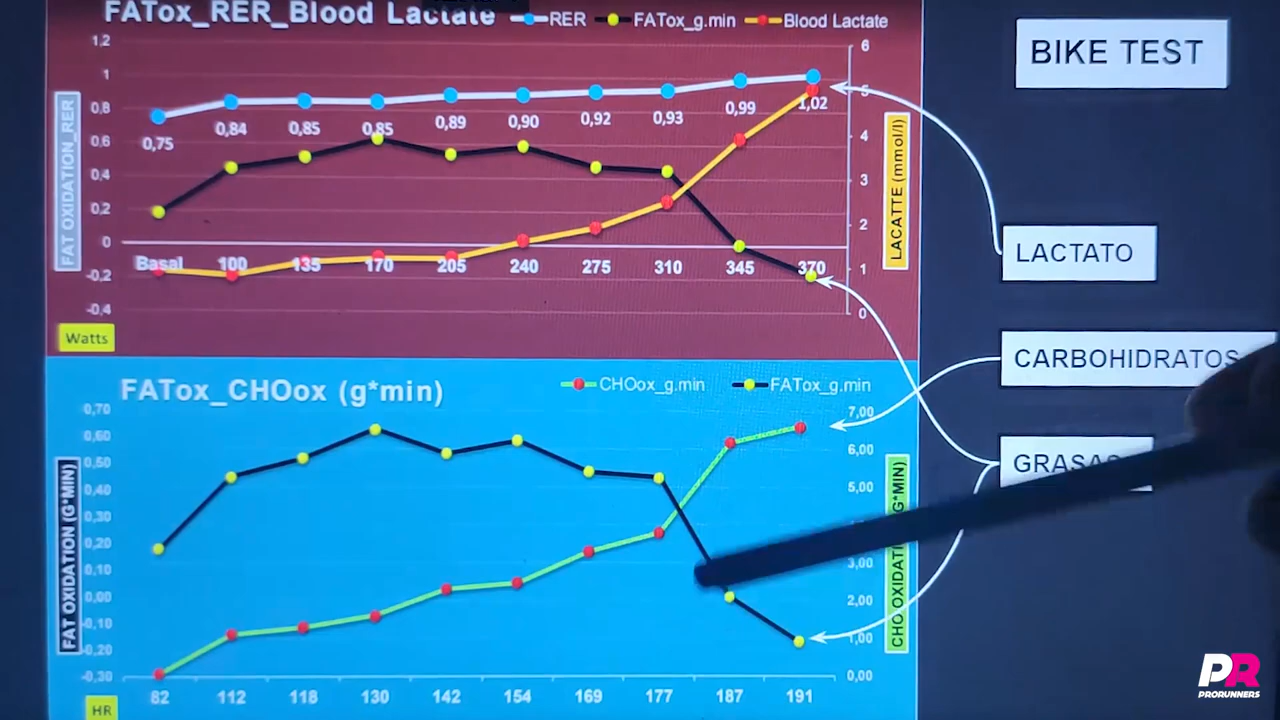 FATox_RER_Blood Lactate
RER FATox_g.min Blood Lactate
1,2
1
0,8
0,6
0,4
0,2
0
-0,2
-0,4
FAT OXIDATION_RER
0,75 0,84 0,85 0,85 0,89 0,90 0,92 0,93 0,99 1,02
Basal 100 135 170 205 240 275 310 345 370
6
5
4
3
2
1
0
LACATTE (mmol/l)
Watts
BIKE TEST
LACTATO
CARBOHIDRATOS
GRASAS
FATox_CHOox (g*min)
CHOox_g.min FATox_g.min
0,70
0,60
0,50
0,40
0,30
0,20
0,10
0,00
-0,10
-0,20
-0,30
FAT OXIDATION (G*MIN)
7,00
6,00
5,00
3,00
2,00
1,00
0,00
82 112 118 130 142 154 169 177 187 191
HR
PR
PRORUNNERS